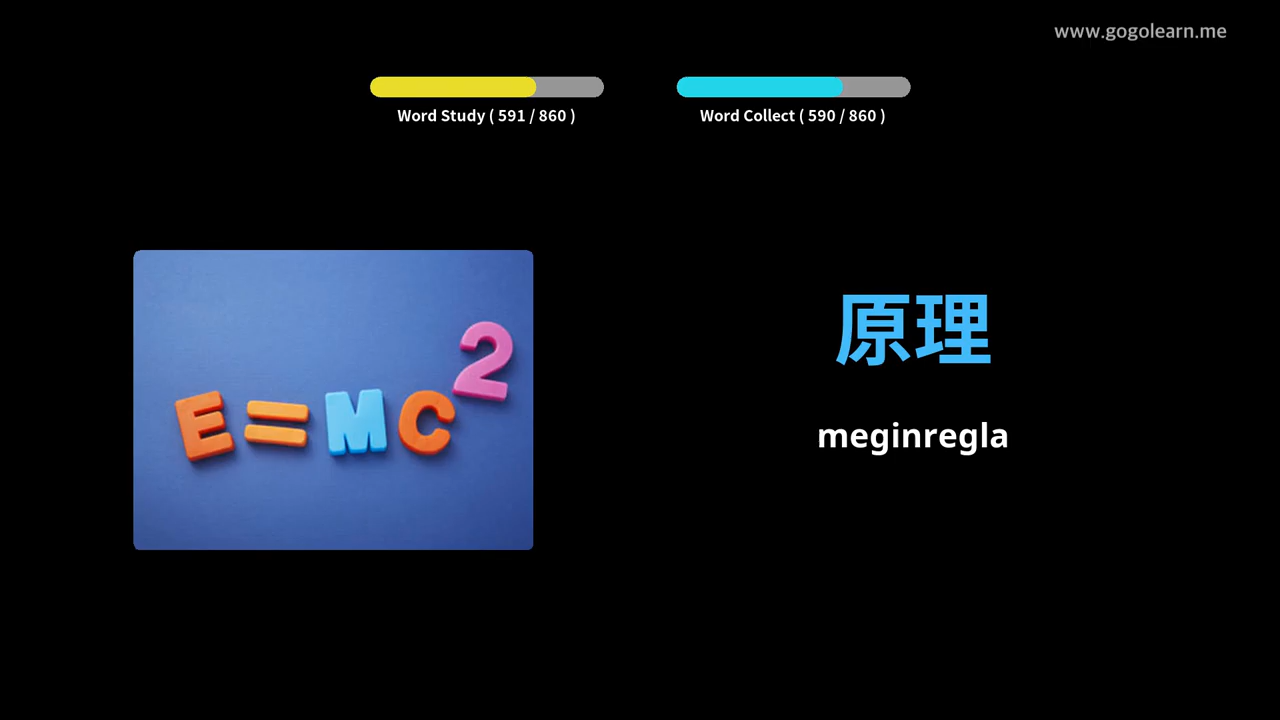 www.gogolearn.me
Word Study ( 591 / 860 )
Word Collect ( 590 / 860 )
E=MC²
原理
meginregla